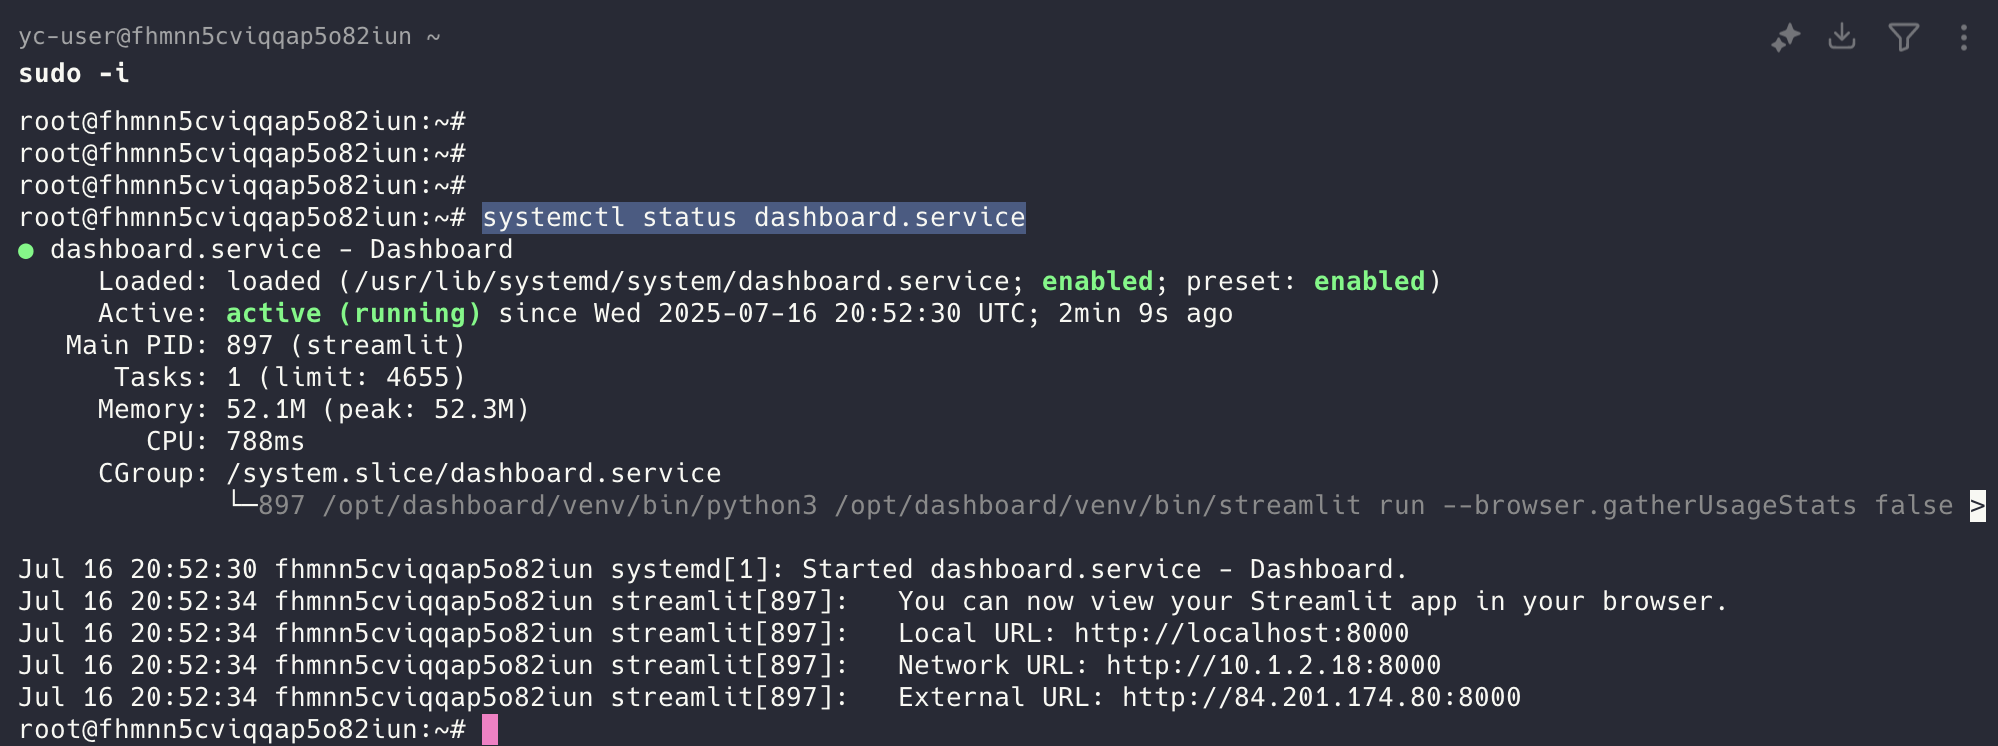 yc-user@fhmnn5cviqqap5o82iun ~
sudo -i
root@fhmnn5cviqqap5o82iun:~#
root@fhmnn5cviqqap5o82iun:~#
root@fhmnn5cviqqap5o82iun:~#
root@fhmnn5cviqqap5o82iun:~# systemctl status dashboard.service
● dashboard.service - Dashboard
     Loaded: loaded (/usr/lib/systemd/system/dashboard.service; enabled; preset: enabled)
     Active: active (running) since Wed 2025-07-16 20:52:30 UTC; 2min 9s ago
   Main PID: 897 (streamlit)
      Tasks: 1 (limit: 4655)
     Memory: 52.1M (peak: 52.3M)
        CPU: 788ms
     CGroup: /system.slice/dashboard.service
             └─897 /opt/dashboard/venv/bin/python3 /opt/dashboard/venv/bin/streamlit run --browser.gatherUsageStats false >
Jul 16 20:52:30 fhmnn5cviqqap5o82iun systemd[1]: Started dashboard.service - Dashboard.
Jul 16 20:52:34 fhmnn5cviqqap5o82iun streamlit[897]:   You can now view your Streamlit app in your browser.
Jul 16 20:52:34 fhmnn5cviqqap5o82iun streamlit[897]:   Local URL: http://localhost:8000
Jul 16 20:52:34 fhmnn5cviqqap5o82iun streamlit[897]:   Network URL: http://10.1.2.18:8000
Jul 16 20:52:34 fhmnn5cviqqap5o82iun streamlit[897]:   External URL: http://84.201.174.80:8000
root@fhmnn5cviqqap5o82iun:~#